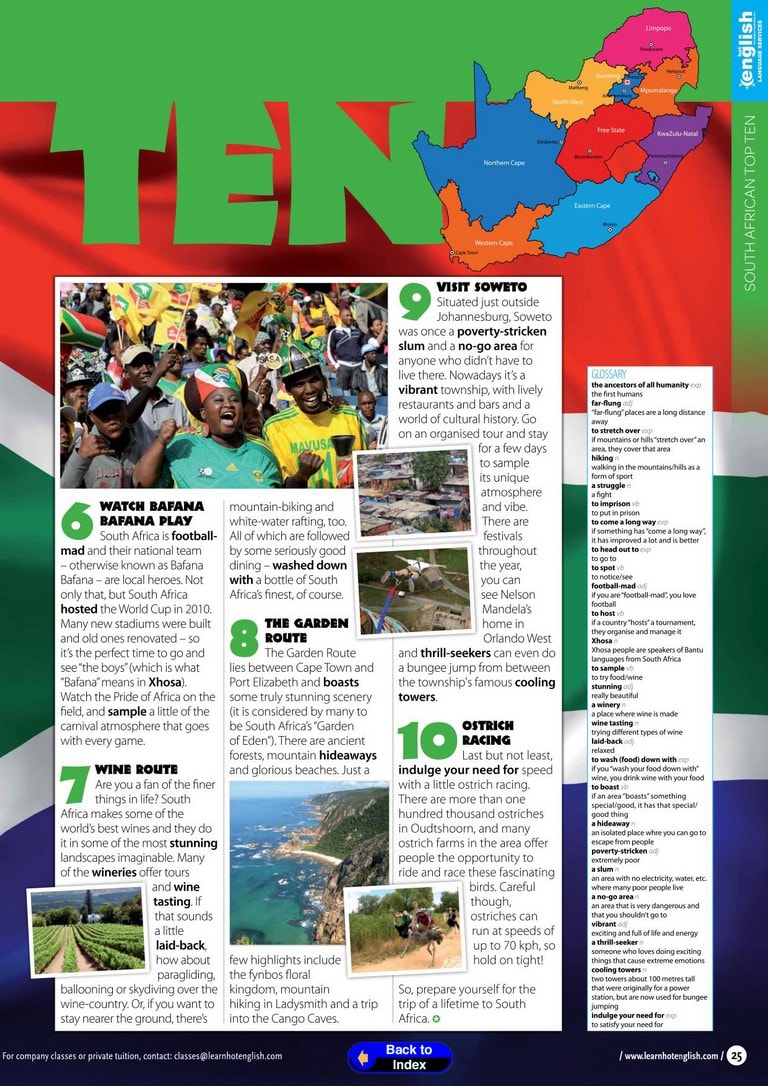 hot
english
LANGUAGE SERVICES
SOUTH AFRICAN TOP TEN
TEN
Limpopo
Polokwane
Gauteng
Mafikeng
North West
Mpumalanga
Free State
Kimberley
Bloemfontein
KwaZulu-Natal
Pietermaritzburg
Northern Cape
Eastern Cape
Bhisho
Western Cape
Cape Town
MAVUSA
6 WATCH BAFANA
BAFANA PLAY
South Africa is football-
mad and their national team
– otherwise known as Bafana
Bafana – are local heroes. Not
only that, but South Africa
hosted the World Cup in 2010.
Many new stadiums were built
and old ones renovated – so
it's the perfect time to go and
see "the boys" (which is what
"Bafana" means in Xhosa).
Watch the Pride of Africa on the
field, and sample a little of the
carnival atmosphere that goes
with every game.
7 WINE ROUTE
Are you a fan of the finer
things in life? South
Africa makes some of the
world's best wines and they do
it in some of the most stunning
landscapes imaginable. Many
of the wineries offer tours
and wine
tasting. If
that sounds
a little
laid-back,
how about
paragliding,
ballooning or skydiving over the
wine-country. Or, if you want to
stay nearer the ground, there's
mountain-biking and
white-water rafting, too.
All of which are followed
by some seriously good
dining – washed down
with a bottle of South
Africa's finest, of course.
8 THE GARDEN
ROUTE
The Garden Route
lies between Cape Town and
Port Elizabeth and boasts
some truly stunning scenery
(it is considered by many to
be South Africa's "Garden
of Eden"). There are ancient
forests, mountain hideaways
and glorious beaches. Just a
few highlights include
the fynbos floral
kingdom, mountain
hiking in Ladysmith and a trip
into the Cango Caves.
9 VISIT SOWETO
Situated just outside
Johannesburg, Soweto
was once a poverty-stricken
slum and a no-go area for
anyone who didn't have to
live there. Nowadays it's a
vibrant township, with lively
restaurants and bars and a
world of cultural history. Go
on an organised tour and stay
for a few days
to sample
its unique
atmosphere
and vibe.
There are
festivals
throughout
the year,
you can
see Nelson
Mandela's
home in
Orlando West
and thrill-seekers can even do
a bungee jump from between
the township's famous cooling
towers.
10 OSTRICH
RACING
Last but not least,
indulge your need for speed
with a little ostrich racing.
There are more than one
hundred thousand ostriches
in Oudtshoorn, and many
ostrich farms in the area offer
people the opportunity to
ride and race these fascinating
birds. Careful
though,
ostriches can
run at speeds of
up to 70 kph, so
hold on tight!
So, prepare yourself for the
trip of a lifetime to South
Africa.
GLOSSARY
the ancestors of all humanity exp
the first humans
far-flung adj
"far-flung" places are a long distance
away
to stretch over exp
if mountains or hills "stretch over" an
area, they cover that area
hiking n
walking in the mountains/hills as a
form of sport
a struggle n
a fight
to imprison vb
to put in prison
to come a long way exp
if something has "come a long way",
it has improved a lot and is better
to head out to exp
to go to
to spot vb
to notice/see
football-mad adj
if you are "football-mad", you love
football
to host vb
if a country "hosts" a tournament,
they organise and manage it
Xhosa n
Xhosa people are speakers of Bantu
languages from South Africa
to sample vb
to try food/wine
stunning adj
really beautiful
a winery n
a place where wine is made
wine tasting n
trying different types of wine
laid-back adj
relaxed
to wash (food) down with exp
if you "wash your food down with"
wine, you drink wine with your food
to boast vb
if an area "boasts" something
special/good, it has that special/
good thing
a hideaway n
an isolated place whre you can go to
escape from people
poverty-stricken adj
extremely poor
a slum n
an area with no electricity, water, etc.
where many poor people live
a no-go area n
an area that is very dangerous and
that you shouldn't go to
vibrant adj
exciting and full of life and energy
a thrill-seeker n
someone who loves doing exciting
things that cause extreme emotions
cooling towers n
two towers about 100 metres tall
that were originally for a power
station, but are now used for bungee
jumping
indulge your need for exp
to satisfy your need for
For company classes or private tuition, contact: classes@learnhotenglish.com
Back to
Index
/ www.learnhotenglish.com / 25